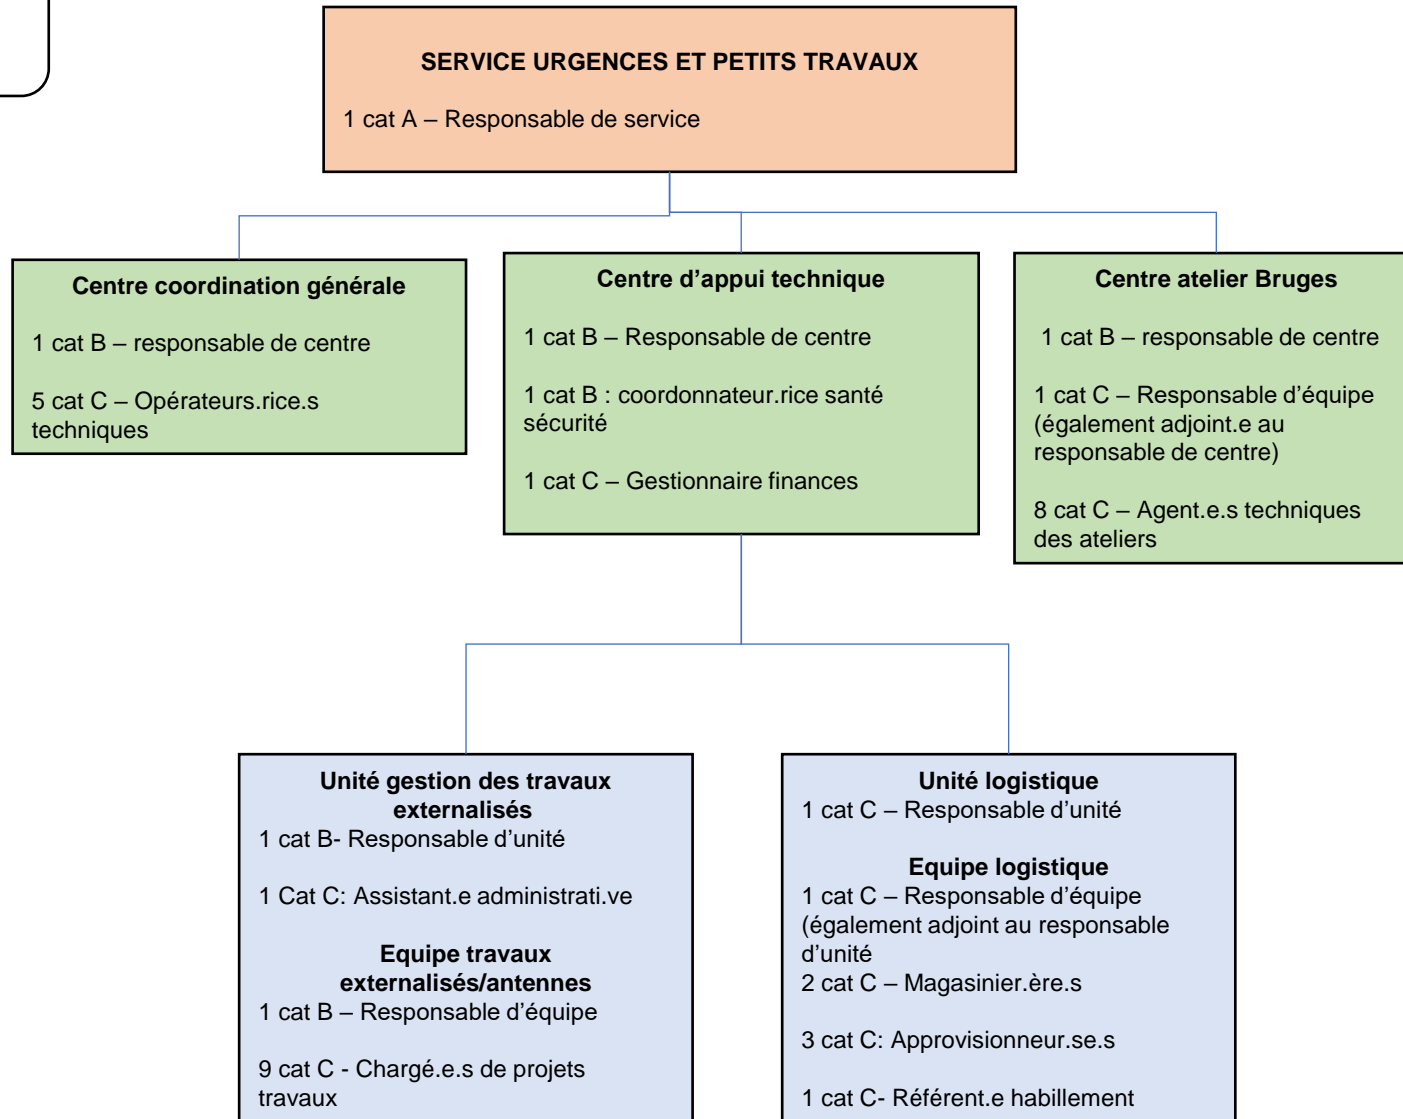 SERVICE URGENCES ET PETITS TRAVAUX
1 cat A – Responsable de service
Centre coordination générale
1 cat B – responsable de centre
5 cat C – Opérateurs.rice.s
techniques
Centre d'appui technique
1 cat B – Responsable de centre
1 cat B : coordonnateur.rice santé
sécurité
1 cat C – Gestionnaire finances
Centre atelier Bruges
1 cat B – responsable de centre
1 cat C – Responsable d'équipe
(également adjoint.e au
responsable de centre)
8 cat C – Agent.e.s techniques
des ateliers
Unité gestion des travaux
externalisés
1 cat B- Responsable d'unité
1 Cat C: Assistant.e administrati.ve
Equipe travaux
externalisés/antennes
1 cat B – Responsable d'équipe
9 cat C - Chargé.e.s de projets
travaux
Unité logistique
1 cat C – Responsable d'unité
Equipe logistique
1 cat C – Responsable d'équipe
(également adjoint au responsable
d'unité
2 cat C – Magasinier.ère.s
3 cat C: Approvisionneur.se.s
1 cat C- Référent.e habillement